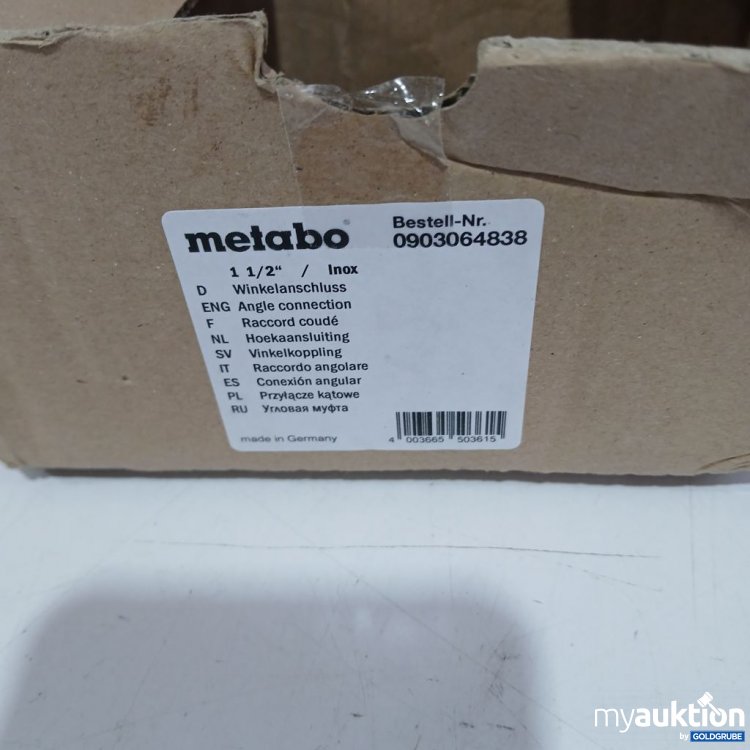 metabo
Bestell-Nr.
0903064838
1 1/2“ / Inox
D Winkelanschluss
ENG Angle connection
F Raccord coudé
NL Hoekaansluiting
SV Vinkelkoppling
IT Raccordo angolare
ES Conexión angular
PL Przyłącze kątowe
RU Угловая муфта
made in Germany
4 003665 503615
myauktion
by GOLDGRUBE